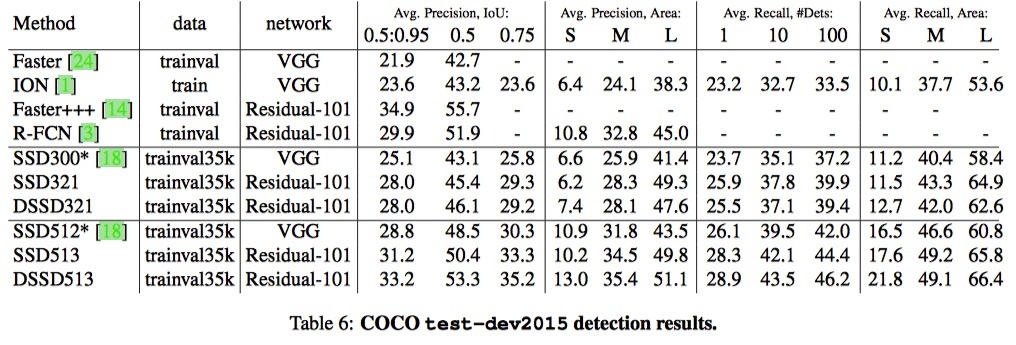 Method data network Avg. Precision, IoU: Avg. Precision, Area: Avg. Recall, #Dets: Avg. Recall, Area:
0.5:0.95 0.5 0.75 S M L 1 10 100 S M L
Faster [24] trainval VGG 21.9 42.7 - - - - - - - - - -
ION [1] train VGG 23.6 43.2 23.6 6.4 24.1 38.3 23.2 32.7 33.5 10.1 37.7 53.6
Faster+++ [14] trainval Residual-101 34.9 55.7 - - - - - - - - - -
R-FCN [3] trainval Residual-101 29.9 51.9 - 10.8 32.8 45.0 - - - - - -
SSD300* [18] trainval35k VGG 25.1 43.1 25.8 6.6 25.9 41.4 23.7 35.1 37.2 11.2 40.4 58.4
SSD321 trainval35k Residual-101 28.0 45.4 29.3 6.2 28.3 49.3 25.9 37.8 39.9 11.5 43.3 64.9
DSSD321 trainval35k Residual-101 28.0 46.1 29.2 7.4 28.1 47.6 25.5 37.1 39.4 12.7 42.0 62.6
SSD512* [18] trainval35k VGG 28.8 48.5 30.3 10.9 31.8 43.5 26.1 39.5 42.0 16.5 46.6 60.8
SSD513 trainval35k Residual-101 31.2 50.4 33.3 10.2 34.5 49.8 28.3 42.1 44.4 17.6 49.2 65.8
DSSD513 trainval35k Residual-101 33.2 53.3 35.2 13.0 35.4 51.1 28.9 43.5 46.2 21.8 49.1 66.4
Table 6: COCO test-dev2015 detection results.